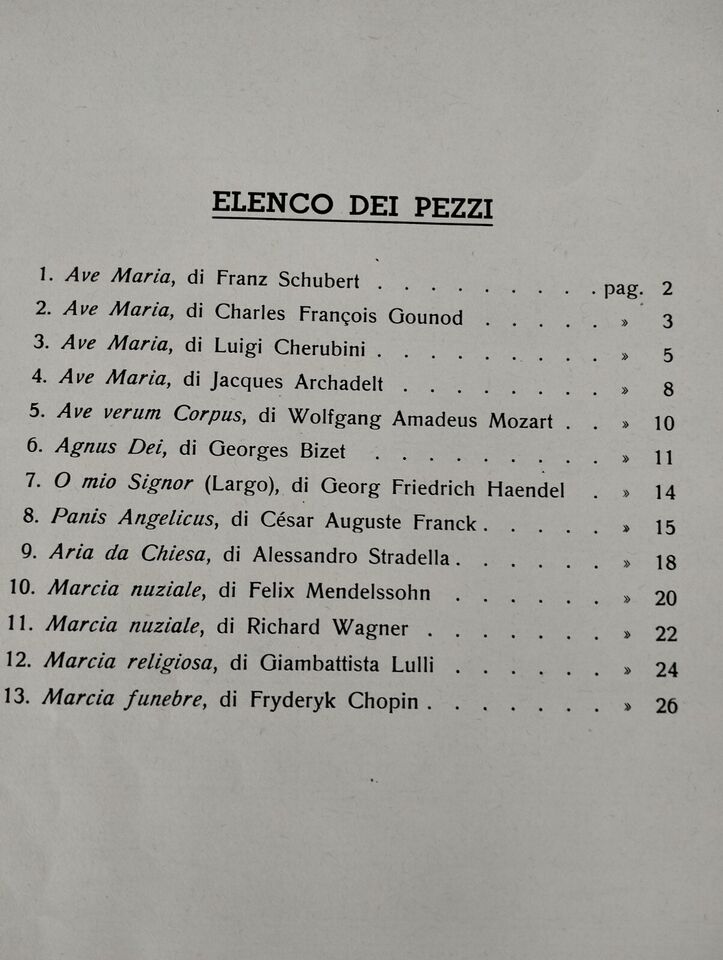 ELENCO DEI PEZZI
1. Ave Maria, di Franz Schubert . . . . . . . . . . pag. 2
2. Ave Maria, di Charles François Gounod . . . . . » 3
3. Ave Maria, di Luigi Cherubini . . . . . . . . . » 5
4. Ave Maria, di Jacques Archadelt . . . . . . . . » 8
5. Ave verum Corpus, di Wolfgang Amadeus Mozart . . » 10
6. Agnus Dei, di Georges Bizet . . . . . . . . . » 11
7. O mio Signor (Largo), di Georg Friedrich Haendel . » 14
8. Panis Angelicus, di César Auguste Franck . . . . . » 15
9. Aria da Chiesa, di Alessandro Stradella . . . . . . » 18
10. Marcia nuziale, di Felix Mendelssohn . . . . . . » 20
11. Marcia nuziale, di Richard Wagner . . . . . . . » 22
12. Marcia religiosa, di Giambattista Lulli . . . . . . » 24
13. Marcia funebre, di Fryderyk Chopin . . . . . . . » 26